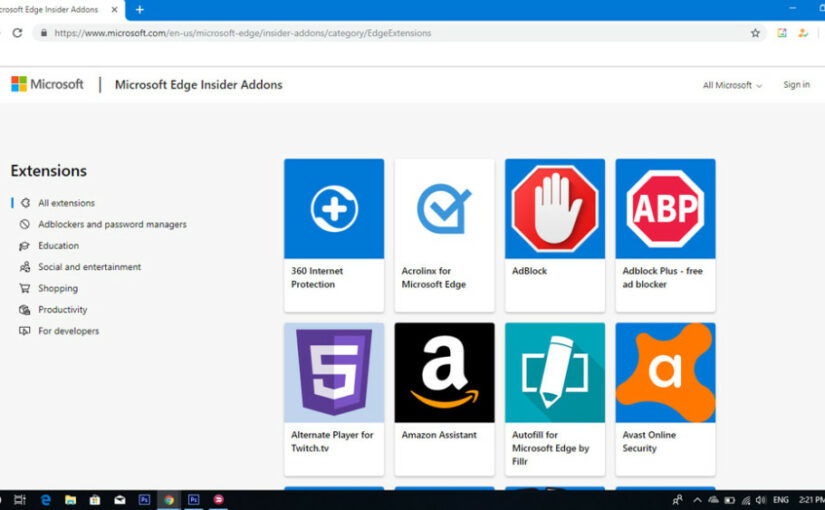 crosoft Edge Insider Addons
https://www.microsoft.com/en-us/microsoft-edge/insider-addons/category/EdgeExtensions
Microsoft
Microsoft Edge Insider Addons
All Microsoft
Sign in
Extensions
All extensions
Adblockers and password managers
Education
Social and entertainment
Shopping
Productivity
For developers
ABP
360 Internet
Protection
Acrolinx for
Microsoft Edge
AdBlock
Adblock Plus - free
ad blocker
5
a
a
Alternate Player for
Twitch.tv
Amazon Assistant
Autofill for
Microsoft Edge by
Fillr
Avast Online
Security
e
Ps
Ps
ENG
2:21 PM